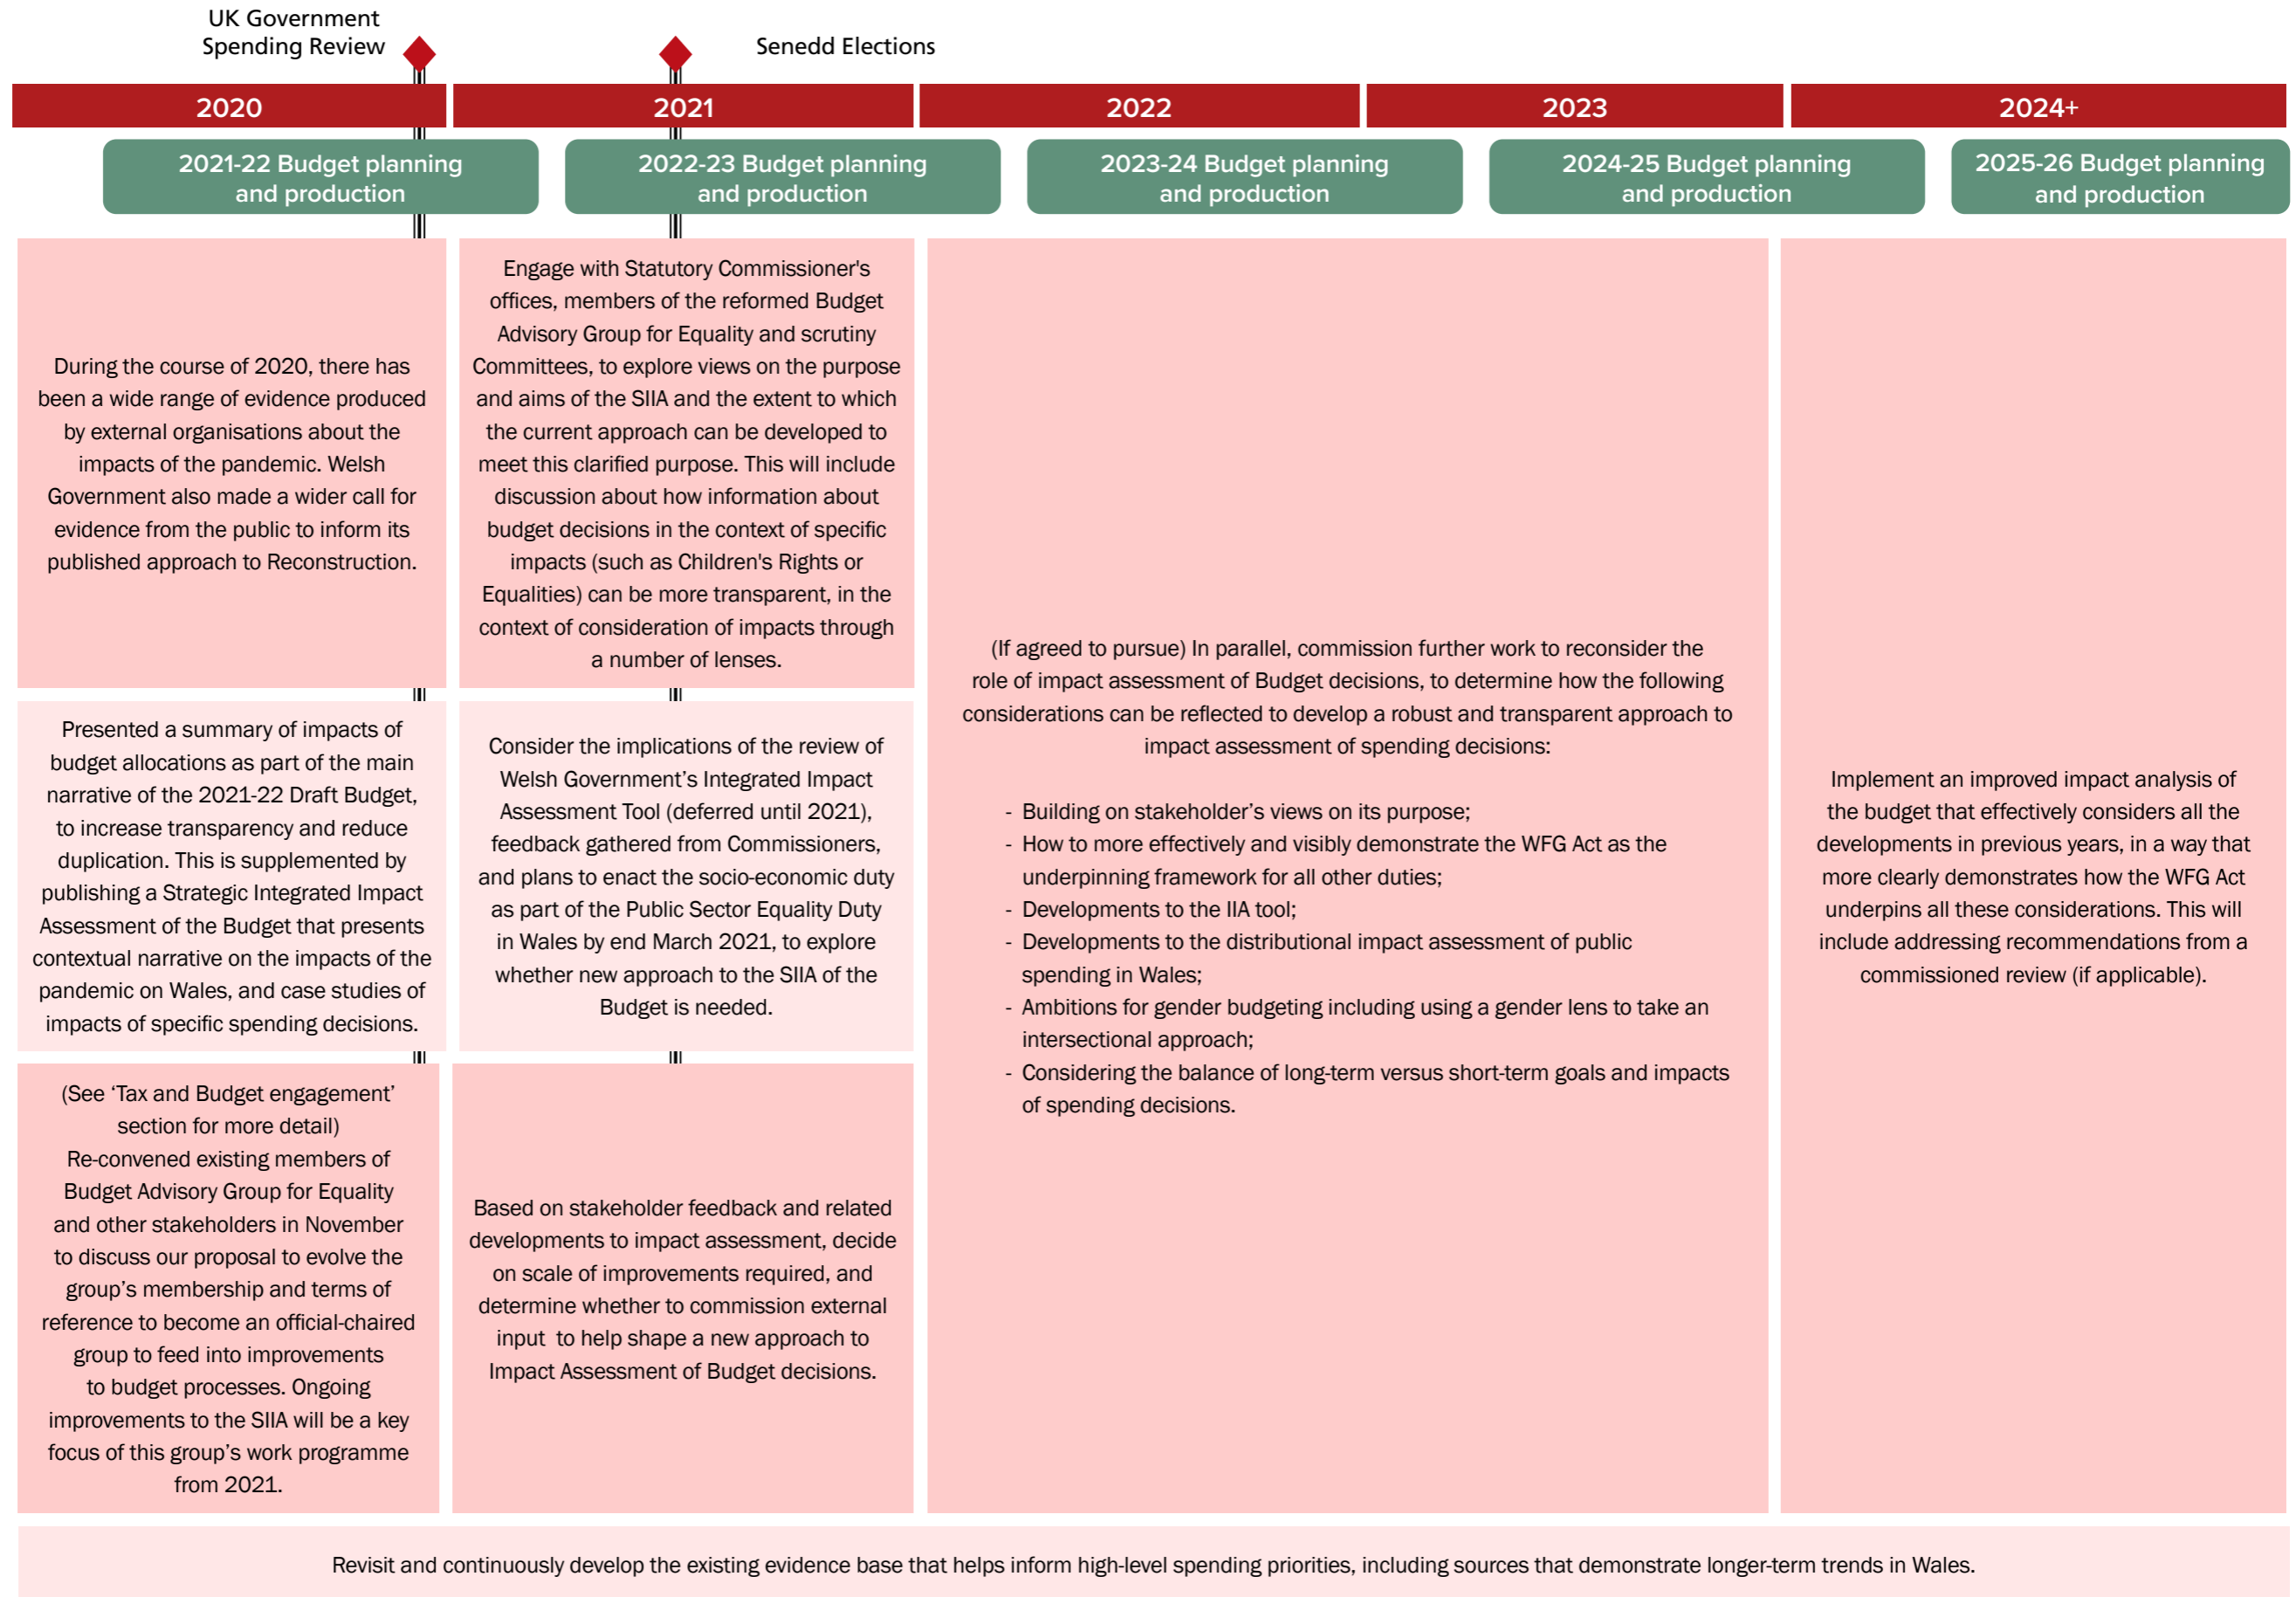 UK Government
Spending Review
Senedd Elections
2020
2021
2022
2023
2024+
2021-22 Budget planning
and production
2022-23 Budget planning
and production
2023-24 Budget planning
and production
2024-25 Budget planning
and production
2025-26 Budget planning
and production
During the course of 2020, there has
been a wide range of evidence produced
by external organisations about the
impacts of the pandemic. Welsh
Government also made a wider call for
evidence from the public to inform its
published approach to Reconstruction.
Presented a summary of impacts of
budget allocations as part of the main
narrative of the 2021-22 Draft Budget,
to increase transparency and reduce
duplication. This is supplemented by
publishing a Strategic Integrated Impact
Assessment of the Budget that presents
contextual narrative on the impacts of the
pandemic on Wales, and case studies of
impacts of specific spending decisions.
(See ‘Tax and Budget engagement’
section for more detail)
Re-convened existing members of
Budget Advisory Group for Equality
and other stakeholders in November
to discuss our proposal to evolve the
group’s membership and terms of
reference to become an official-chaired
group to feed into improvements
to budget processes. Ongoing
improvements to the SIIA will be a key
focus of this group’s work programme
from 2021.
Engage with Statutory Commissioner's
offices, members of the reformed Budget
Advisory Group for Equality and scrutiny
Committees, to explore views on the purpose
and aims of the SIIA and the extent to which
the current approach can be developed to
meet this clarified purpose. This will include
discussion about how information about
budget decisions in the context of specific
impacts (such as Children's Rights or
Equalities) can be more transparent, in the
context of consideration of impacts through
a number of lenses.
Consider the implications of the review of
Welsh Government’s Integrated Impact
Assessment Tool (deferred until 2021),
feedback gathered from Commissioners,
and plans to enact the socio-economic duty
as part of the Public Sector Equality Duty
in Wales by end March 2021, to explore
whether new approach to the SIIA of the
Budget is needed.
Based on stakeholder feedback and related
developments to impact assessment, decide
on scale of improvements required, and
determine whether to commission external
input to help shape a new approach to
Impact Assessment of Budget decisions.
(If agreed to pursue) In parallel, commission further work to reconsider the
role of impact assessment of Budget decisions, to determine how the following
considerations can be reflected to develop a robust and transparent approach to
impact assessment of spending decisions:
- Building on stakeholder’s views on its purpose;
- How to more effectively and visibly demonstrate the WFG Act as the
underpinning framework for all other duties;
- Developments to the IIA tool;
- Developments to the distributional impact assessment of public
spending in Wales;
- Ambitions for gender budgeting including using a gender lens to take an
intersectional approach;
- Considering the balance of long-term versus short-term goals and impacts
of spending decisions.
Implement an improved impact analysis of
the budget that effectively considers all the
developments in previous years, in a way that
more clearly demonstrates how the WFG Act
underpins all these considerations. This will
include addressing recommendations from a
commissioned review (if applicable).
Revisit and continuously develop the existing evidence base that helps inform high-level spending priorities, including sources that demonstrate longer-term trends in Wales.